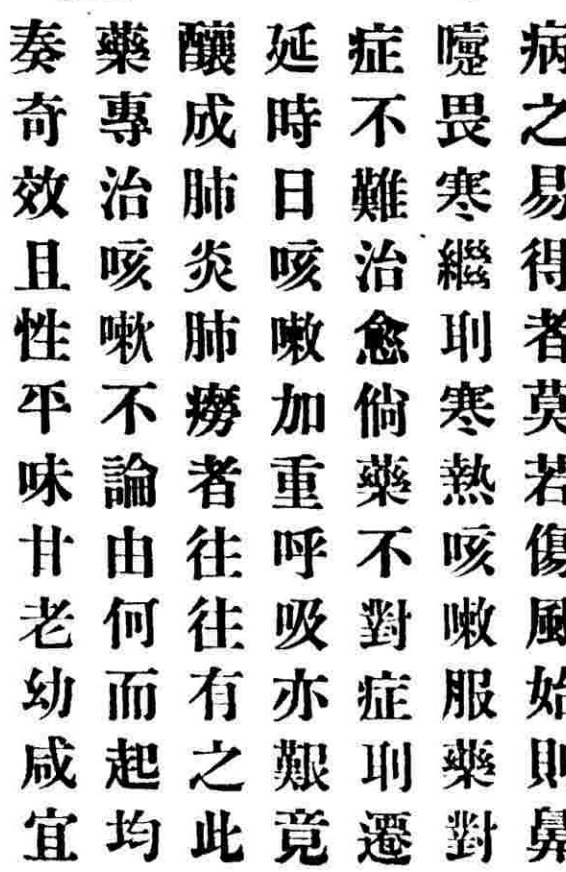 病之易得者莫若傷風始則鼻
嚏畏寒繼則寒熱咳嗽服藥對
症不難治愈倘藥不對症則遷
延時日咳嗽加重呼吸亦艱竟
釀成肺炎肺癆者往往有之此
藥專治咳嗽不論由何而起均
奏奇效且性平味甘老幼咸宜